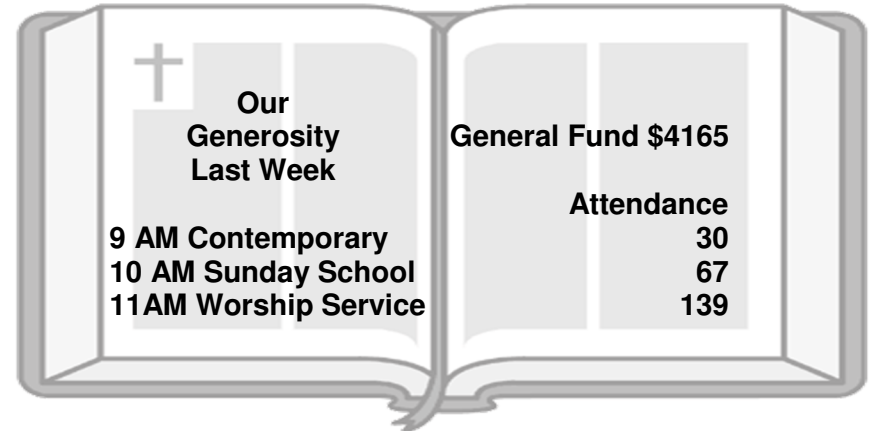 Our
Generosity
Last Week
General Fund $4165
Attendance
9 AM Contemporary 30
10 AM Sunday School 67
11AM Worship Service 139